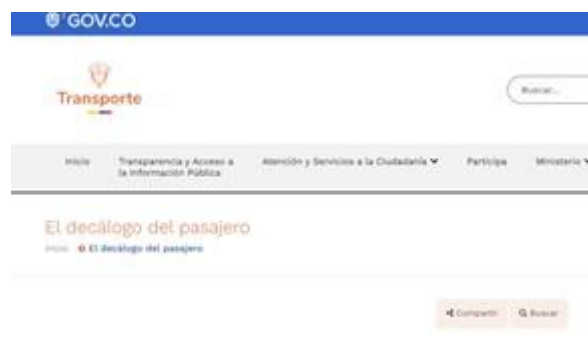 GOV.CO
Transporte
Buscar...
Inicio
Transparencia y Acceso a
la Información Pública
Atención y Servicios a la Ciudadanía
Participa
Ministerio
El decálogo del pasajero
Inicio El decálogo del pasajero
Compartir Buscar